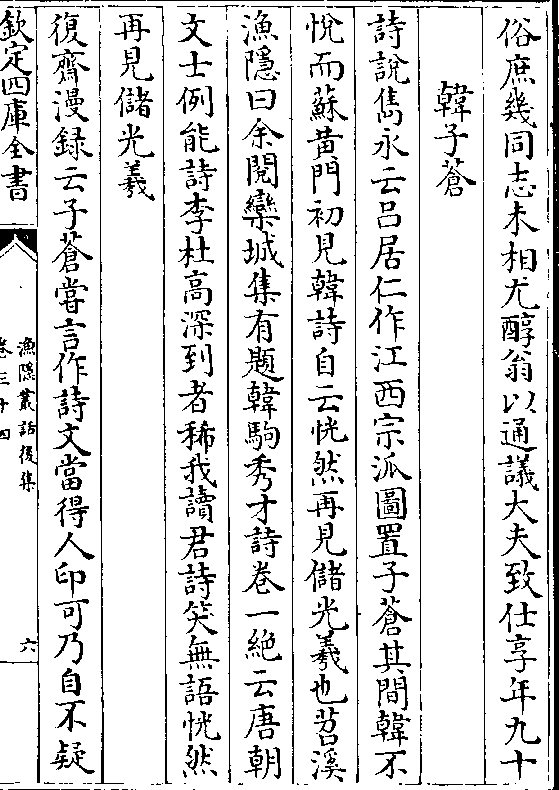 俗庶幾同志未相尤醇翁以通議大夫致仕享年九十
韓子蒼
詩說雋永云呂居仁作江西宗派圖置子蒼其間韓不
悅而蘇黃門初見韓詩自云恍然再見儲光羲也苕溪
漁隱曰余閱欒城集有題韓駒秀才詩卷一絶云唐朝
文士例能詩李杜高深到者稀我讀君詩笑無語恍然
再見儲光羲
復齋漫録云子蒼嘗言作詩文當得人印可乃自不疑
欽定四庫全書
漁隠叢話後集
卷三十四
六